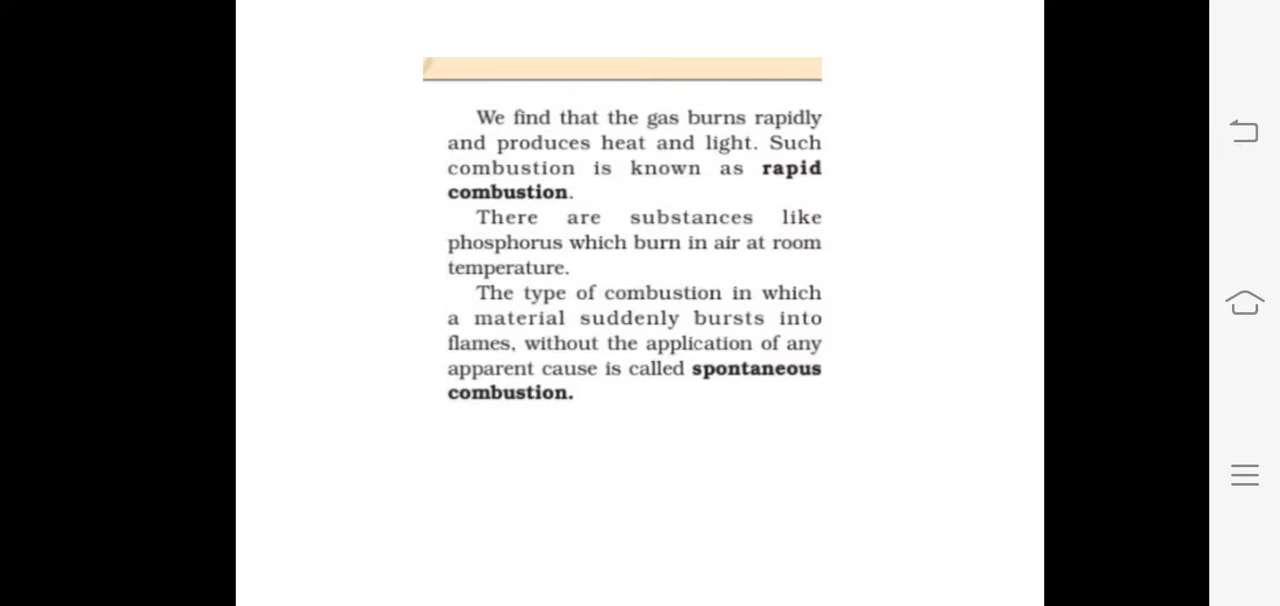 We find that the gas burns rapidly
and produces heat and light. Such
combustion is known as rapid
combustion.
There are substances like
phosphorus which burn in air at room
temperature.
The type of combustion in which
a material suddenly bursts into
flames, without the application of any
apparent cause is called spontaneous
combustion.